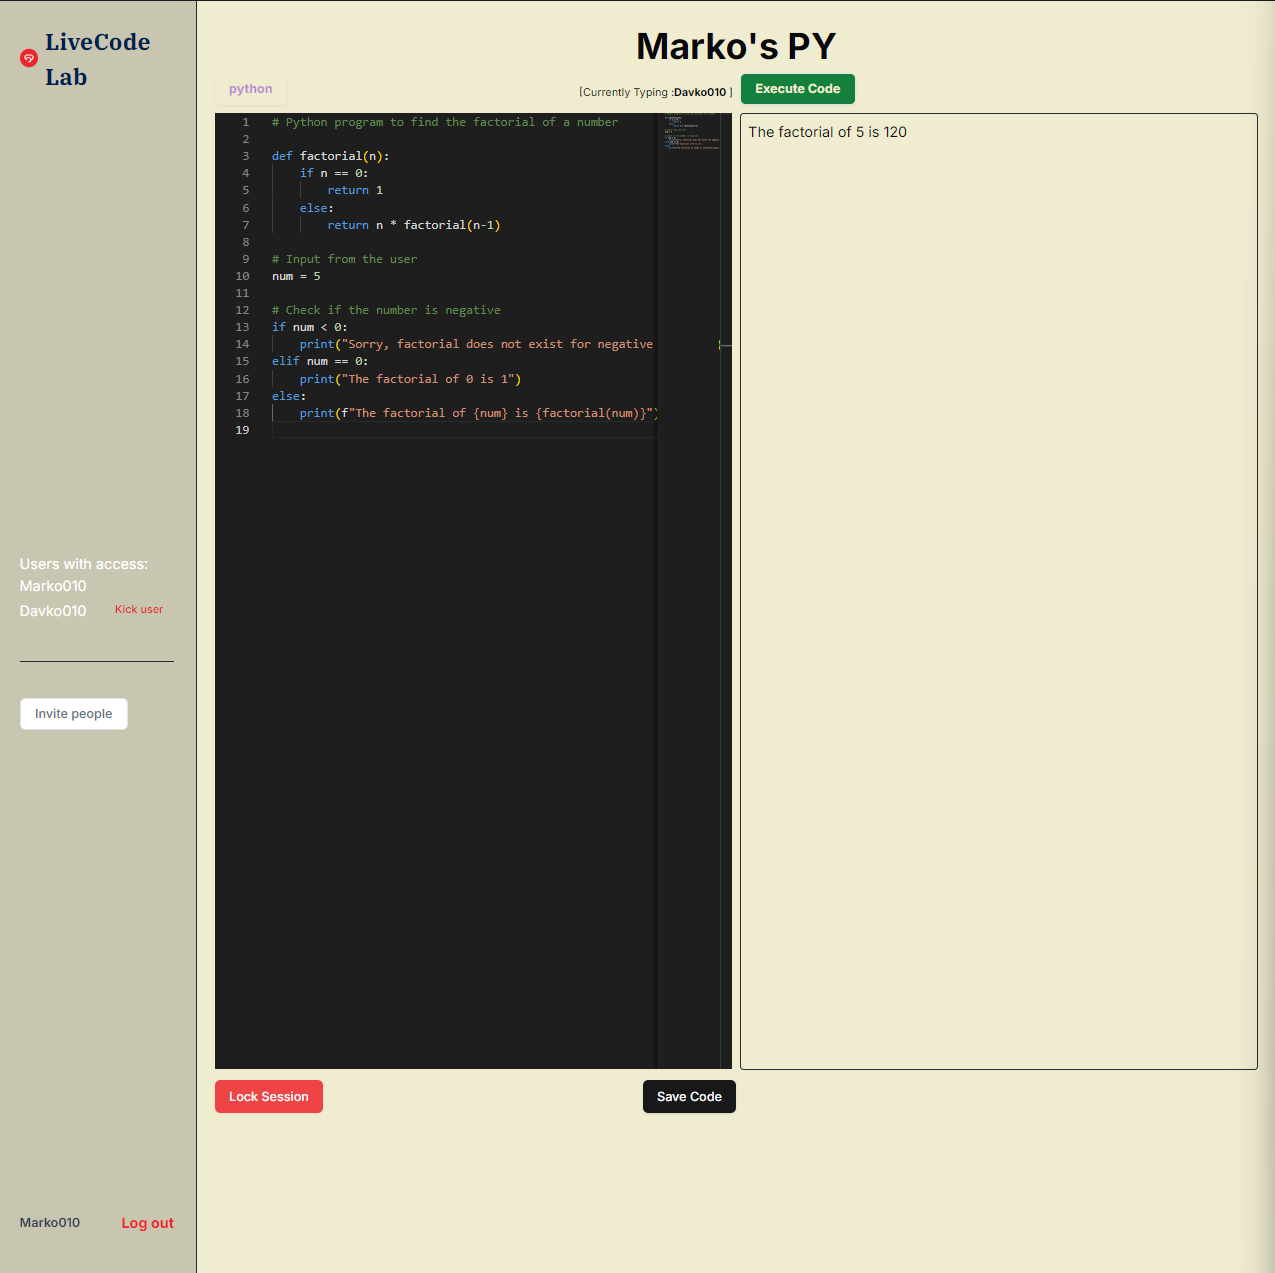 LiveCode
Lab
Marko's PY
python
[Currently Typing :Davko010 ]
Execute Code
1 # Python program to find the factorial of a number
2
3 def factorial(n):
4     if n == 0:
5         return 1
6     else:
7         return n * factorial(n-1)
8
9 # Input from the user
10 num = 5
11
12 # Check if the number is negative
13 if num < 0:
14     print("Sorry, factorial does not exist for negative
15 elif num == 0:
16     print("The factorial of 0 is 1")
17 else:
18     print(f"The factorial of {num} is {factorial(num)}")
19
The factorial of 5 is 120
Users with access:
Marko010
Davko010 Kick user
Invite people
Lock Session
Save Code
Marko010
Log out